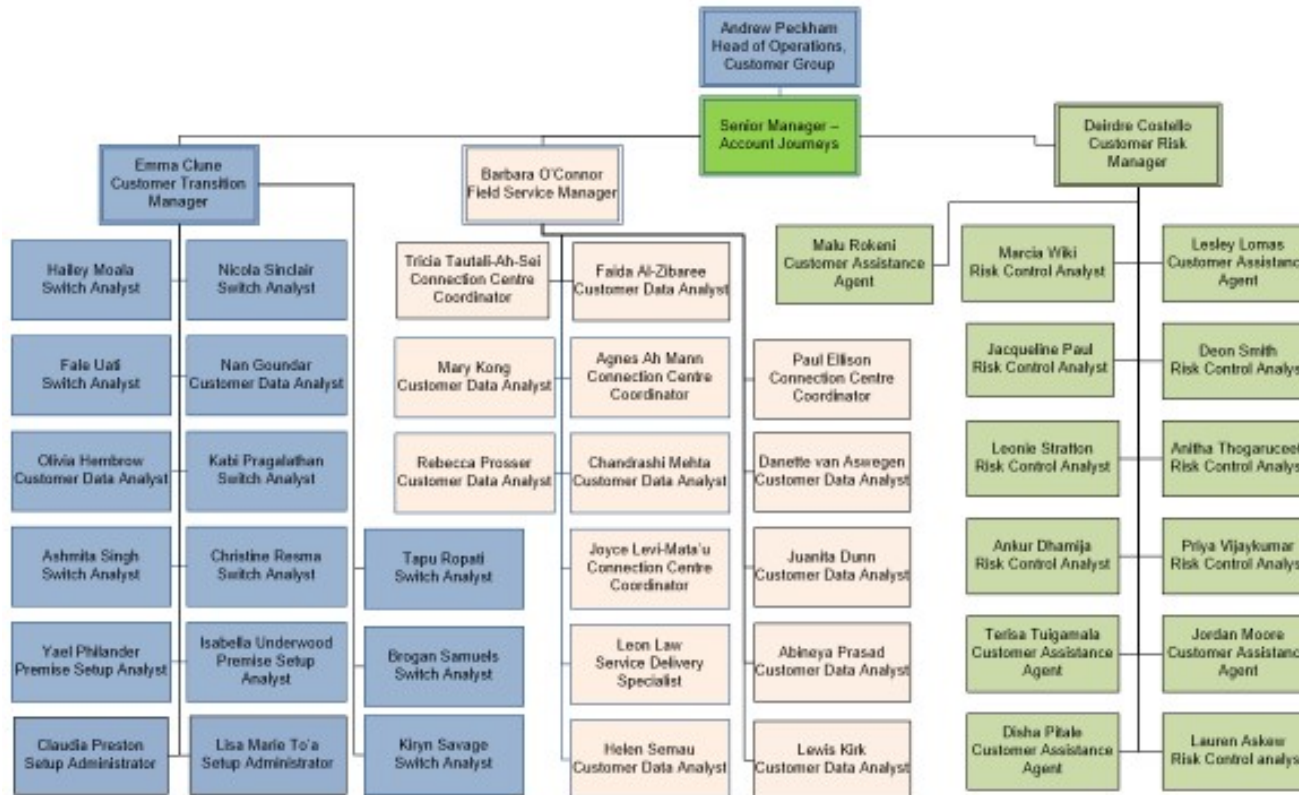 Andrew Peckham
Head of Operations,
Customer Group
Senior Manager –
Account Journeys
Emma Clune
Customer Transition
Manager
Barbara O'Connor
Field Service Manager
Deirdre Costello
Customer Risk
Manager
Hailey Moala
Switch Analyst
Nicola Sinclair
Switch Analyst
Fale Uati
Switch Analyst
Nan Goundar
Customer Data Analyst
Olivia Hembrow
Customer Data Analyst
Kabi Pragalathan
Switch Analyst
Ashmita Singh
Switch Analyst
Christine Resma
Switch Analyst
Tapu Ropati
Switch Analyst
Yael Philander
Premise Setup Analyst
Isabella Underwood
Premise Setup
Analyst
Brogan Samuels
Switch Analyst
Claudia Preston
Setup Administrator
Lisa Marie To'a
Setup Administrator
Kiryn Savage
Switch Analyst
Tricia Tautali-Ah-Sei
Connection Centre
Coordinator
Faida Al-Zibaree
Customer Data Analyst
Mary Kong
Customer Data Analyst
Agnes Ah Mann
Connection Centre
Coordinator
Paul Ellison
Connection Centre
Coordinator
Rebecca Prosser
Customer Data Analyst
Chandrashi Mehta
Customer Data Analyst
Danette van Aswegen
Customer Data Analyst
Joyce Levi-Mata'u
Connection Centre
Coordinator
Juanita Dunn
Customer Data Analyst
Leon Law
Service Delivery
Specialist
Abineya Prasad
Customer Data Analyst
Helen Semau
Customer Data Analyst
Lewis Kirk
Customer Data Analyst
Malu Rokeni
Customer Assistance
Agent
Marcia Wiki
Risk Control Analyst
Lesley Lomas
Customer Assistance
Agent
Jacqueline Paul
Risk Control Analyst
Deon Smith
Risk Control Analyst
Leonie Stratton
Risk Control Analyst
Anitha
Risk Control Analyst
Ankur Dhamija
Risk Control Analyst
Priya Vijaykumar
Risk Control Analyst
Terisa Tuigamala
Customer Assistance
Agent
Jordan Moore
Customer Assistance
Agent
Disha Pitale
Customer Assistance
Agent
Lauren Askew
Risk Control analyst